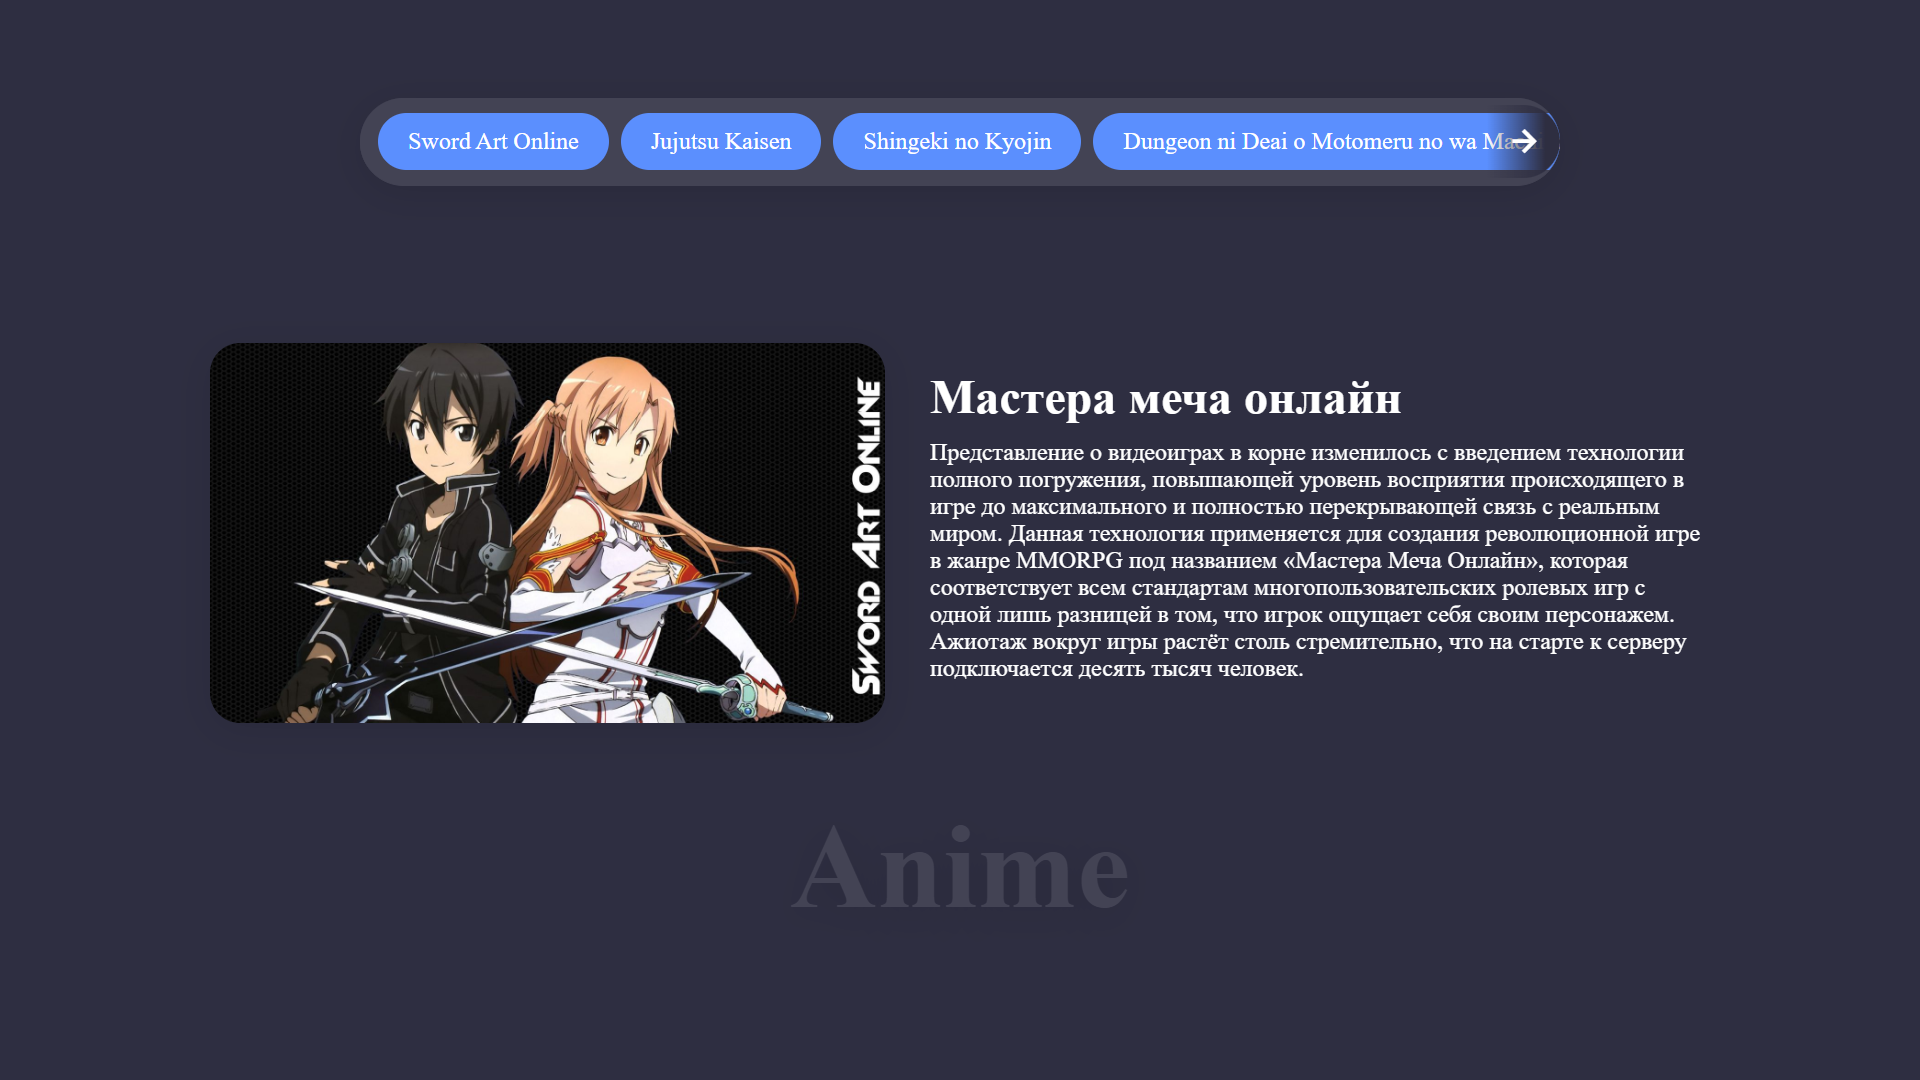 Sword Art Online
Jujutsu Kaisen
Shingeki no Kyojin
Dungeon ni Deai o Motomeru no wa
Sword Art Online
Мастера меча онлайн
Представление о видеоиграх в корне изменилось с введением технологии
полного погружения, повышающей уровень восприятия происходящего в
игре до максимального и полностью перекрывающей связь с реальным
миром. Данная технология применяется для создания революционной игре
в жанре MMORPG под названием «Мастера Меча Онлайн», которая
соответствует всем стандартам многопользовательских ролевых игр с
одной лишь разницей в том, что игрок ощущает себя своим персонажем.
Ажиотаж вокруг игры растёт столь стремительно, что на старте к серверу
подключается десять тысяч человек.
Anime